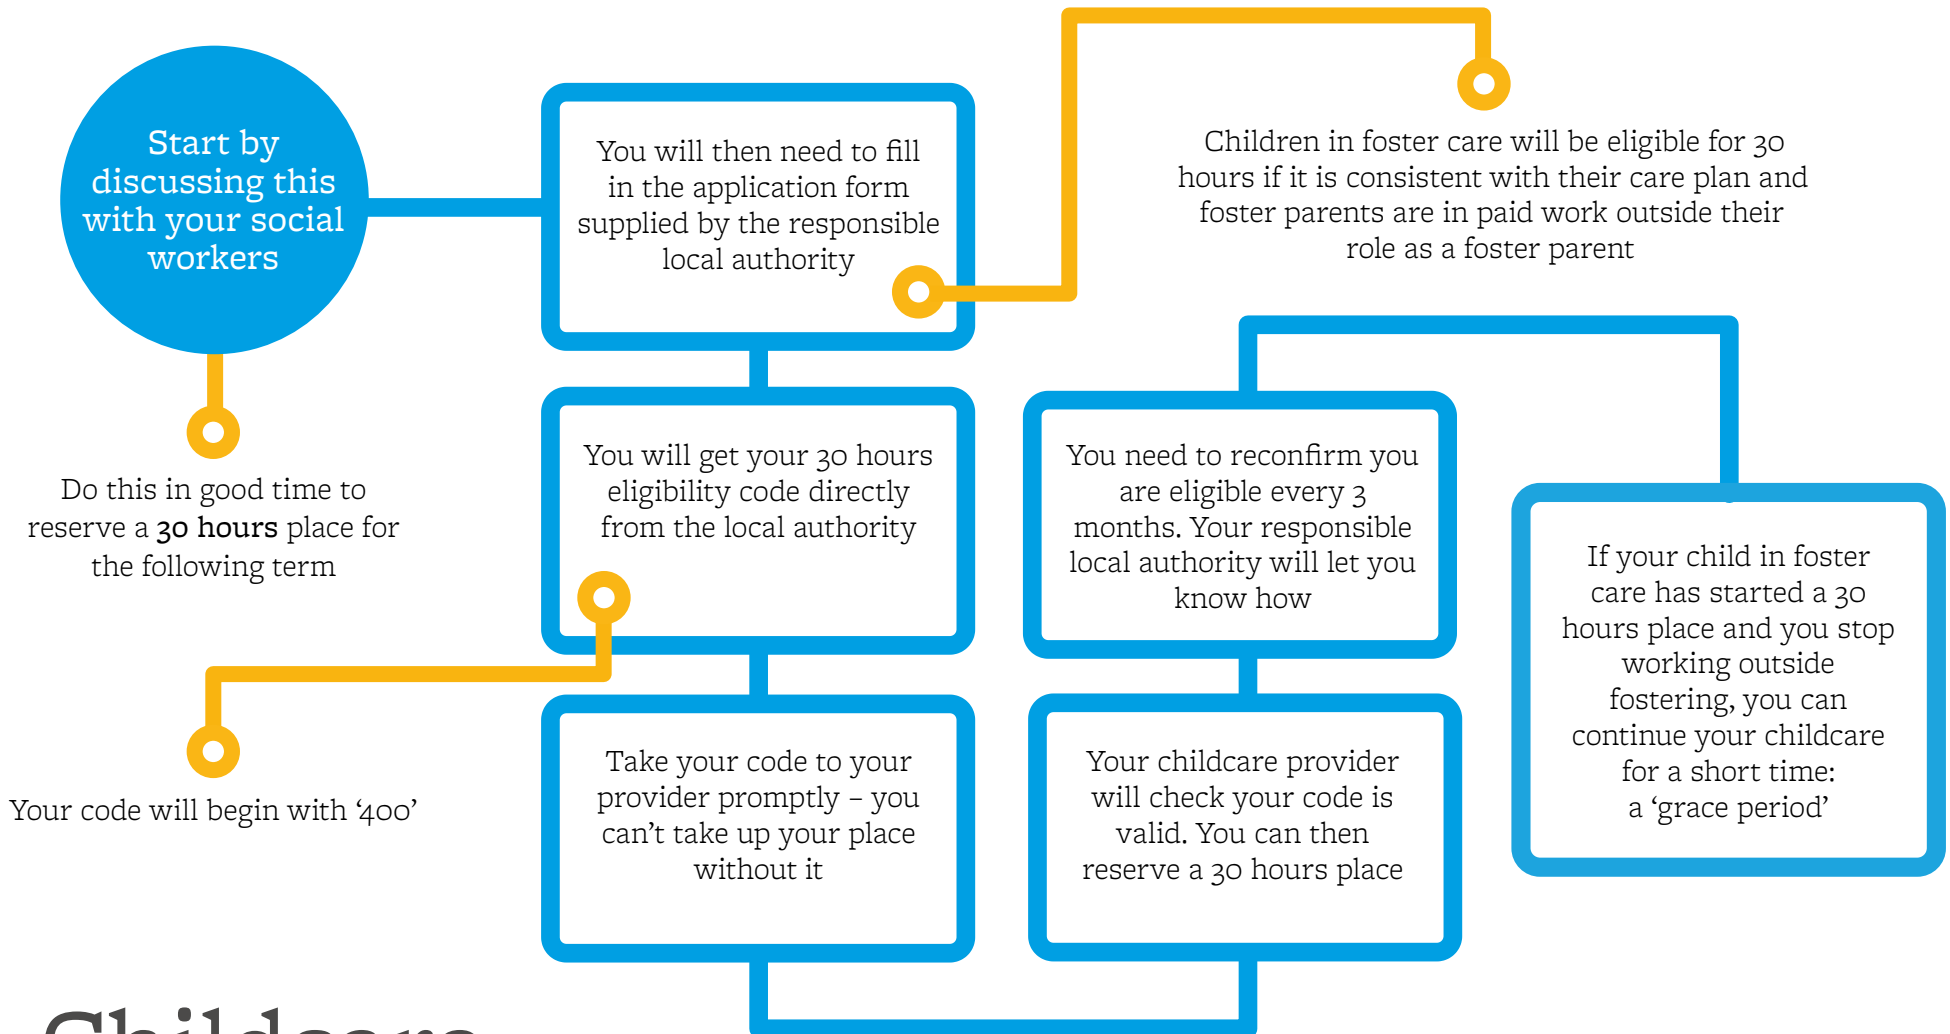 Start by
discussing this
with your social
workers
Do this in good time to
reserve a 30 hours place for
the following term
You will then need to fill
in the application form
supplied by the responsible
local authority
Children in foster care will be eligible for 30
hours if it is consistent with their care plan and
foster parents are in paid work outside their
role as a foster parent
You will get your 30 hours
eligibility code directly
from the local authority
Your code will begin with ‘400’
Take your code to your
provider promptly – you
can’t take up your place
without it
Your childcare provider
will check your code is
valid. You can then
reserve a 30 hours place
You need to reconfirm you
are eligible every 3
months. Your responsible
local authority will let you
know how
If your child in foster
care has started a 30
hours place and you stop
working outside
fostering, you can
continue your childcare
for a short time:
a ‘grace period’
Childcare